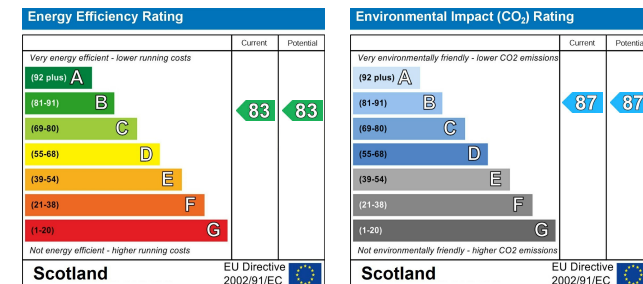 Energy Efficiency Rating
Current Potential
Very energy efficient - lower running costs
(92 plus) A
(81-91) B
(69-80) C
(55-68) D
(39-54) E
(21-38) F
(1-20) G
83 83
Not energy efficient - higher running costs
Scotland
EU Directive
2002/91/EC
Environmental Impact (CO₂) Rating
Current Potential
Very environmentally friendly - lower CO2 emissions
(92 plus) A
(81-91) B
(69-80) C
(55-68) D
(39-54) E
(21-38) F
(1-20) G
87 87
Not environmentally friendly - higher CO2 emissions
Scotland
EU Directive
2002/91/EC